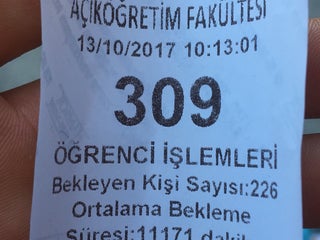 AÇIKÖĞRETİM FAKÜLTESİ
13/10/2017 10:13:01
309
ÖĞRENCİ İŞLEMLERİ
Bekleyen Kişi Sayısı:226
Ortalama Bekleme
Süresi:11171 dakik